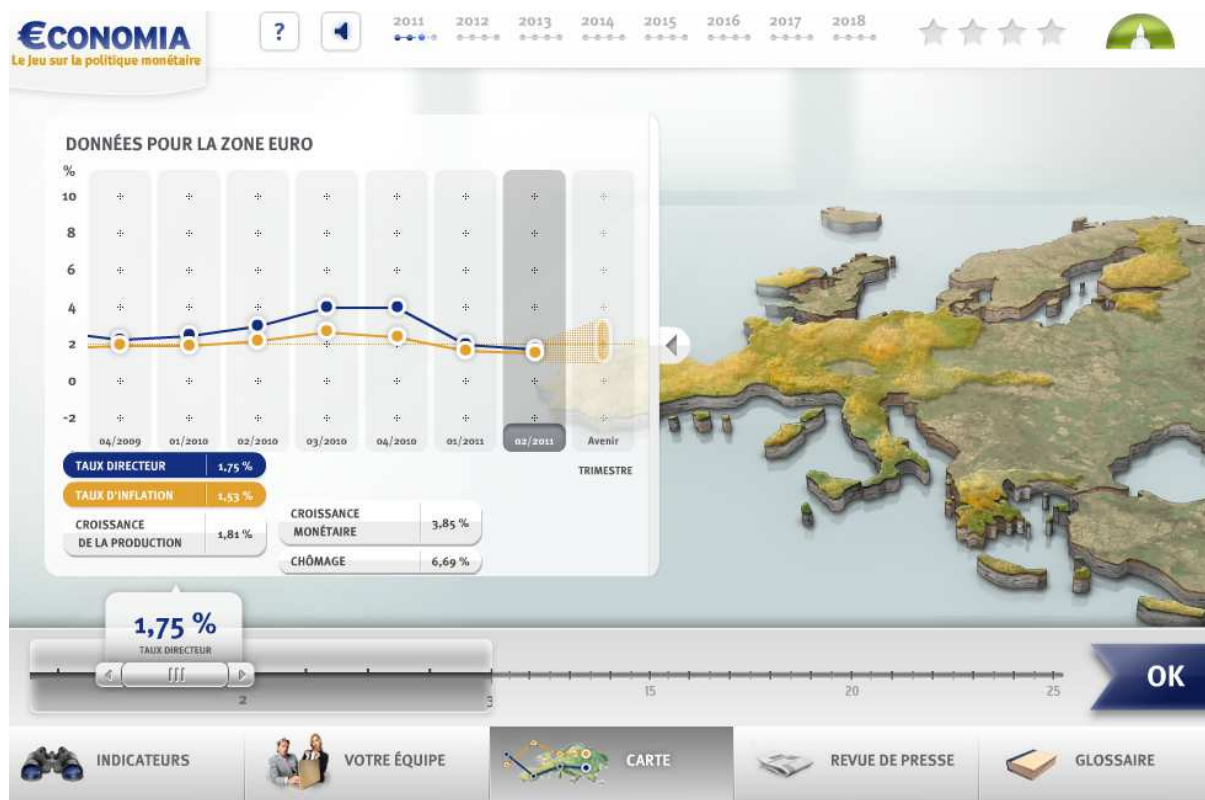 €CONOMIA
Le Jeu sur la politique monétaire
?
2011 2012 2013 2014 2015 2016 2017 2018
DONNÉES POUR LA ZONE EURO
%
10
8
6
4
2
0
-2
04/2009 01/2010 02/2010 03/2010 04/2010 01/2011 02/2011 Avenir
TRIMESTRE
TAUX DIRECTEUR 1,75 %
TAUX D'INFLATION 1,53 %
CROISSANCE
DE LA PRODUCTION 1,81 %
CROISSANCE
MONÉTAIRE 3,85 %
CHÔMAGE 6,69 %
1,75 %
TAUX DIRECTEUR
2 3 15 20 25
OK
INDICATEURS
VOTRE ÉQUIPE
CARTE
REVUE DE PRESSE
GLOSSAIRE